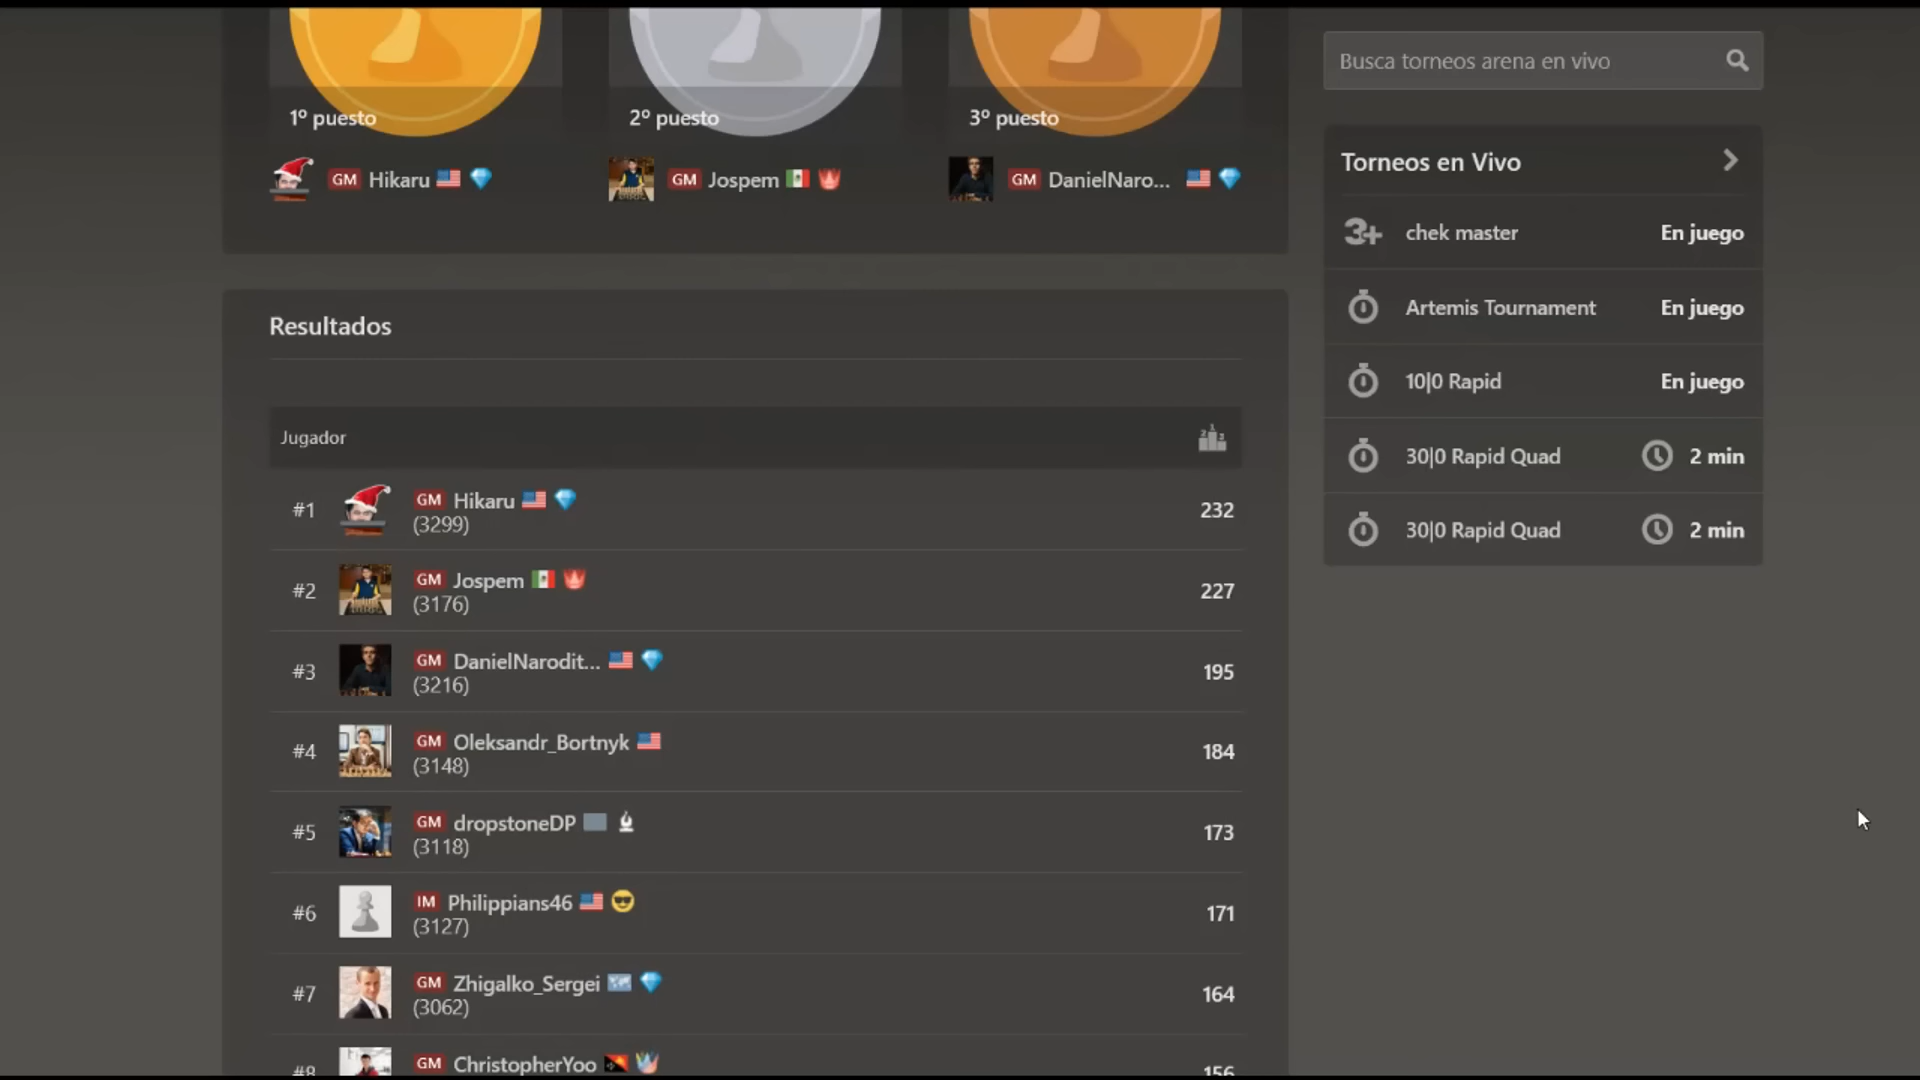 1º puesto
2º puesto
3º puesto
GM Hikaru
GM Jospem
GM DanielNaro...
Resultados
Jugador
#1 GM Hikaru 232
(3299)
#2 GM Jospem 227
(3176)
#3 GM DanielNarodit... 195
(3216)
#4 GM Oleksandr_Bortnyk 184
(3148)
#5 GM dropstoneDP 173
(3118)
#6 IM Philippians46 171
(3127)
#7 GM Zhigalko_Sergei 164
(3062)
#8 GM ChristopherYoo 156
Busca torneos arena en vivo
Torneos en Vivo
3+ chek master En juego
Artemis Tournament En juego
10|0 Rapid En juego
30|0 Rapid Quad 2 min
30|0 Rapid Quad 2 min